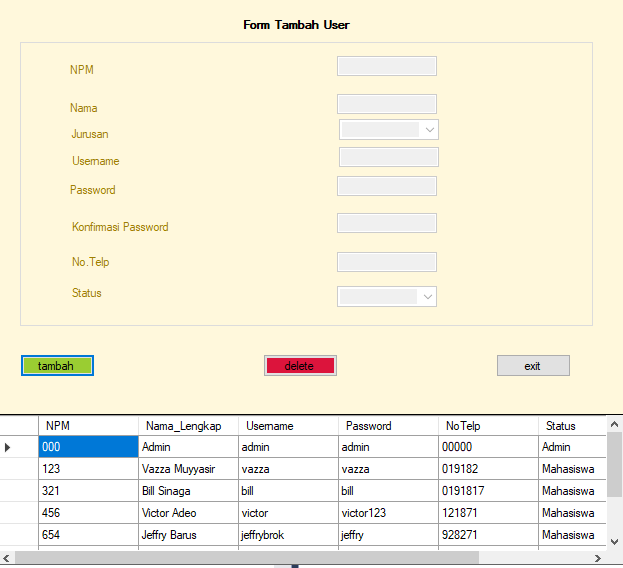 Form Tambah User
NPM
Nama
Jurusan
Username
Password
Konfirmasi Password
No.Telp
Status
tambah delete exit
NPM Nama_Lengkap Username Password NoTelp Status
000 Admin admin admin 00000 Admin
123 Vazza Muyyasir vazza vazza 019182 Mahasiswa
321 Bill Sinaga bill bill 0191817 Mahasiswa
456 Victor Adeo victor victor123 121871 Mahasiswa
654 Jeffry Barus jeffrybrok jeffry 928271 Mahasiswa